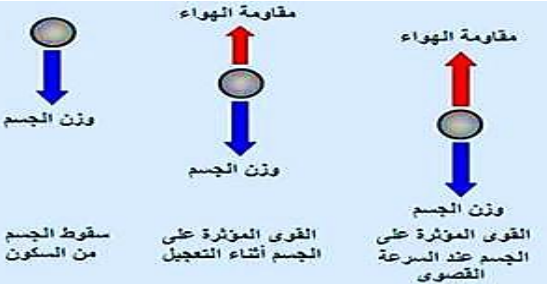 مقاومة الهواء
مقاومة الهواء
وزن الجسم
وزن الجسم
وزن الجسم
القوى المؤثرة على
الجسم عند السرعة
القصوى
القوى المؤثرة على
الجسم أثناء التعجيل
سقوط الجسم
من السكون